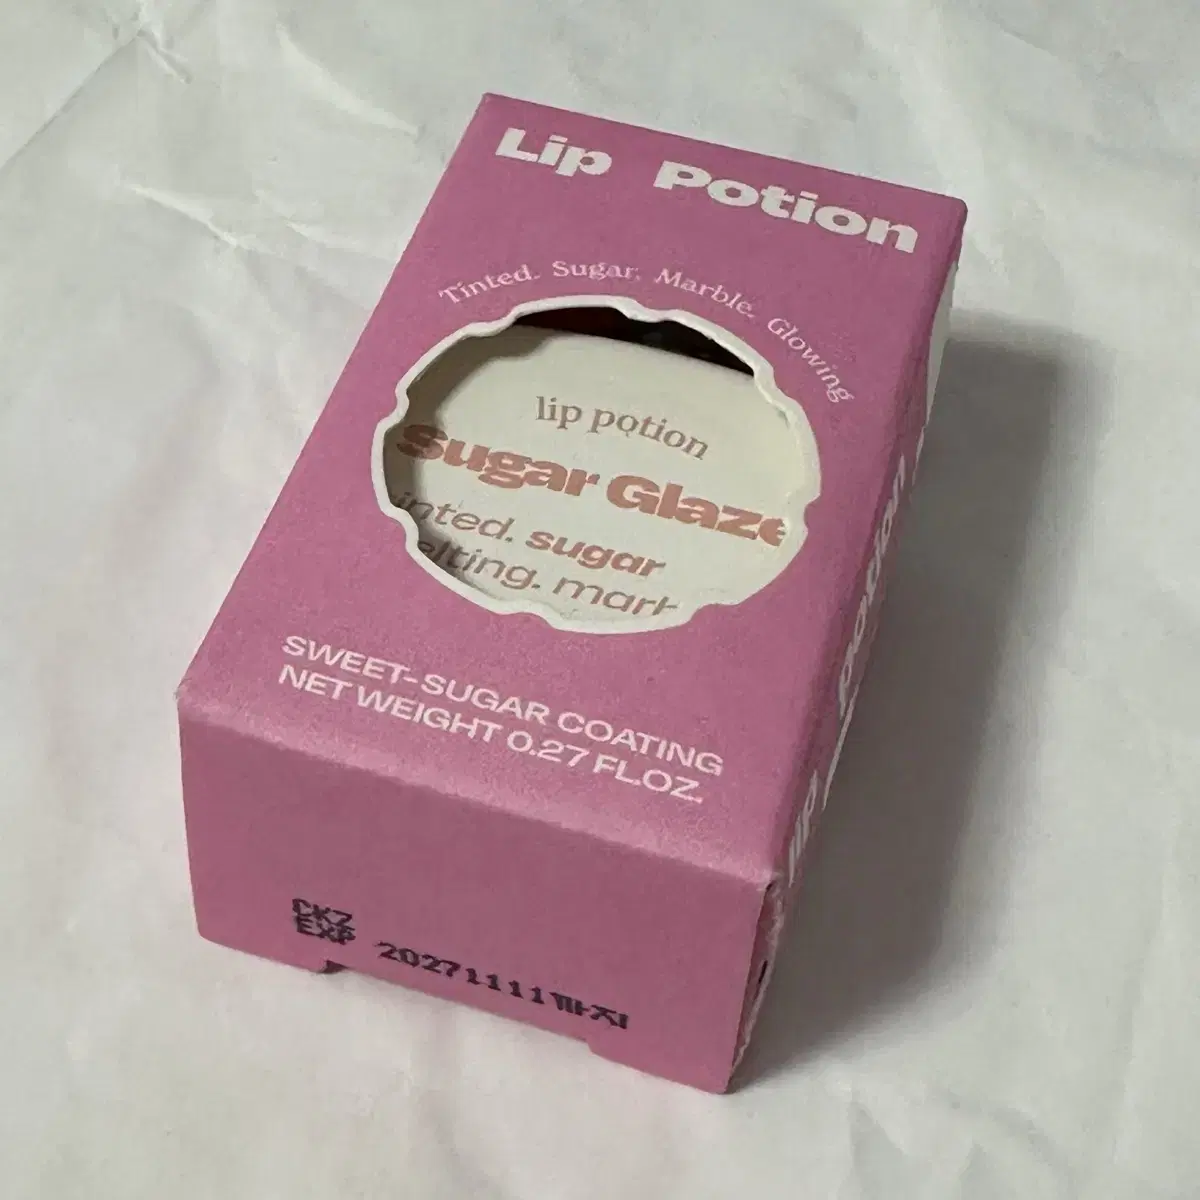 Lip Potion
Tinted. Sugar. Marble. Glowing
lip potion
Sugar Glaze
inted. sugar
elting. mark
SWEET-SUGAR COATING
NET WEIGHT 0.27 FL.OZ.
CKZ
EXP 20271111까지
lip potion